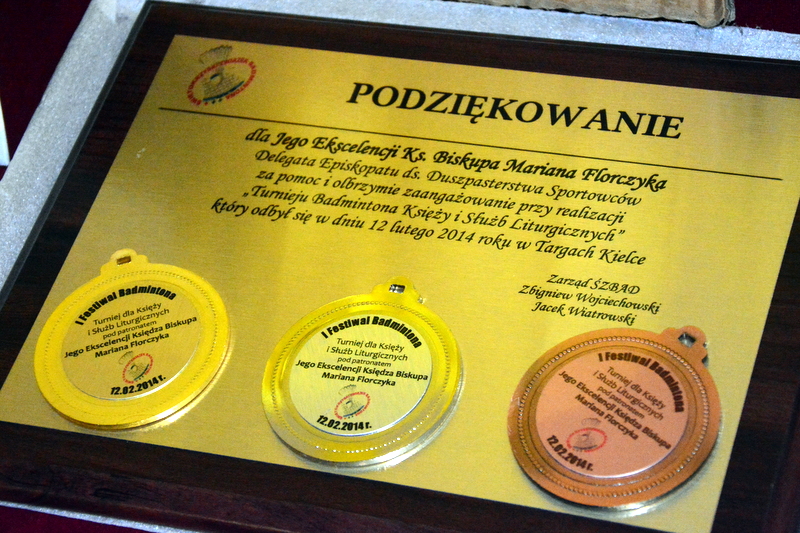 PODZIĘKOWANIE
dla Jego Ekscelencji Ks. Biskupa Mariana Florczyka
Delegata Episkopatu ds. Duszpasterstwa Sportowców
za pomoc i olbrzymie zaangażowanie przy realizacji
„Turnieju Badmintona Księży i Służb Liturgicznych”
który odbył się w dniu 12 lutego 2014 roku w Targach Kielce
Zarząd ŚZBAD
Zbigniew Wojciechowski
Jacek Wiatrowski
I Festiwal Badmintona
Turniej dla Księży
i Służb Liturgicznych
pod patronatem
Jego Ekscelencji Księdza Biskupa
Mariana Florczyka
12.02.2014 r.
I Festiwal Badmintona
Turniej dla Księży
i Służb Liturgicznych
pod patronatem
Jego Ekscelencji Księdza Biskupa
Mariana Florczyka
12.02.2014 r.
I Festiwal Badmintona
Turniej dla Księży
i Służb Liturgicznych
pod patronatem
Jego Ekscelencji Księdza Biskupa
Mariana Florczyka
12.02.2014 r.